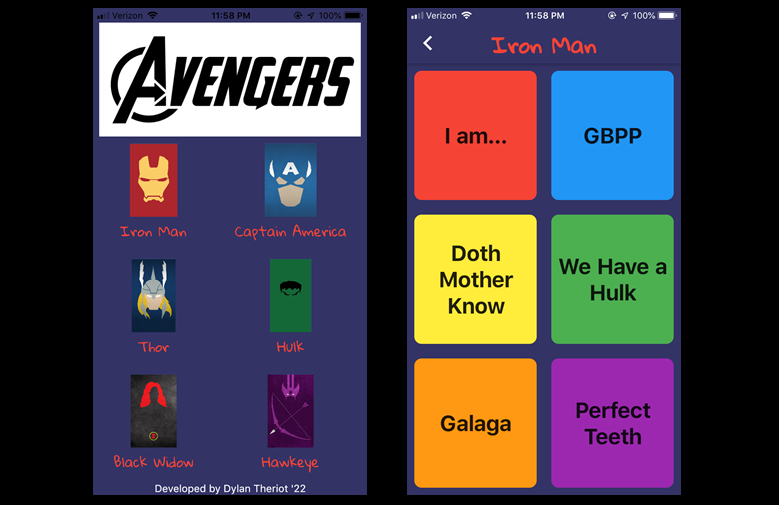 Verizon 11:58 PM 100%
AVENGERS
Iron Man Captain America
Thor Hulk
Black Widow Hawkeye
Developed by Dylan Theriot '22
Verizon 11:58 PM 100%
Iron Man
I am... GBPP
Doth
Mother
Know
We Have a
Hulk
Galaga
Perfect
Teeth